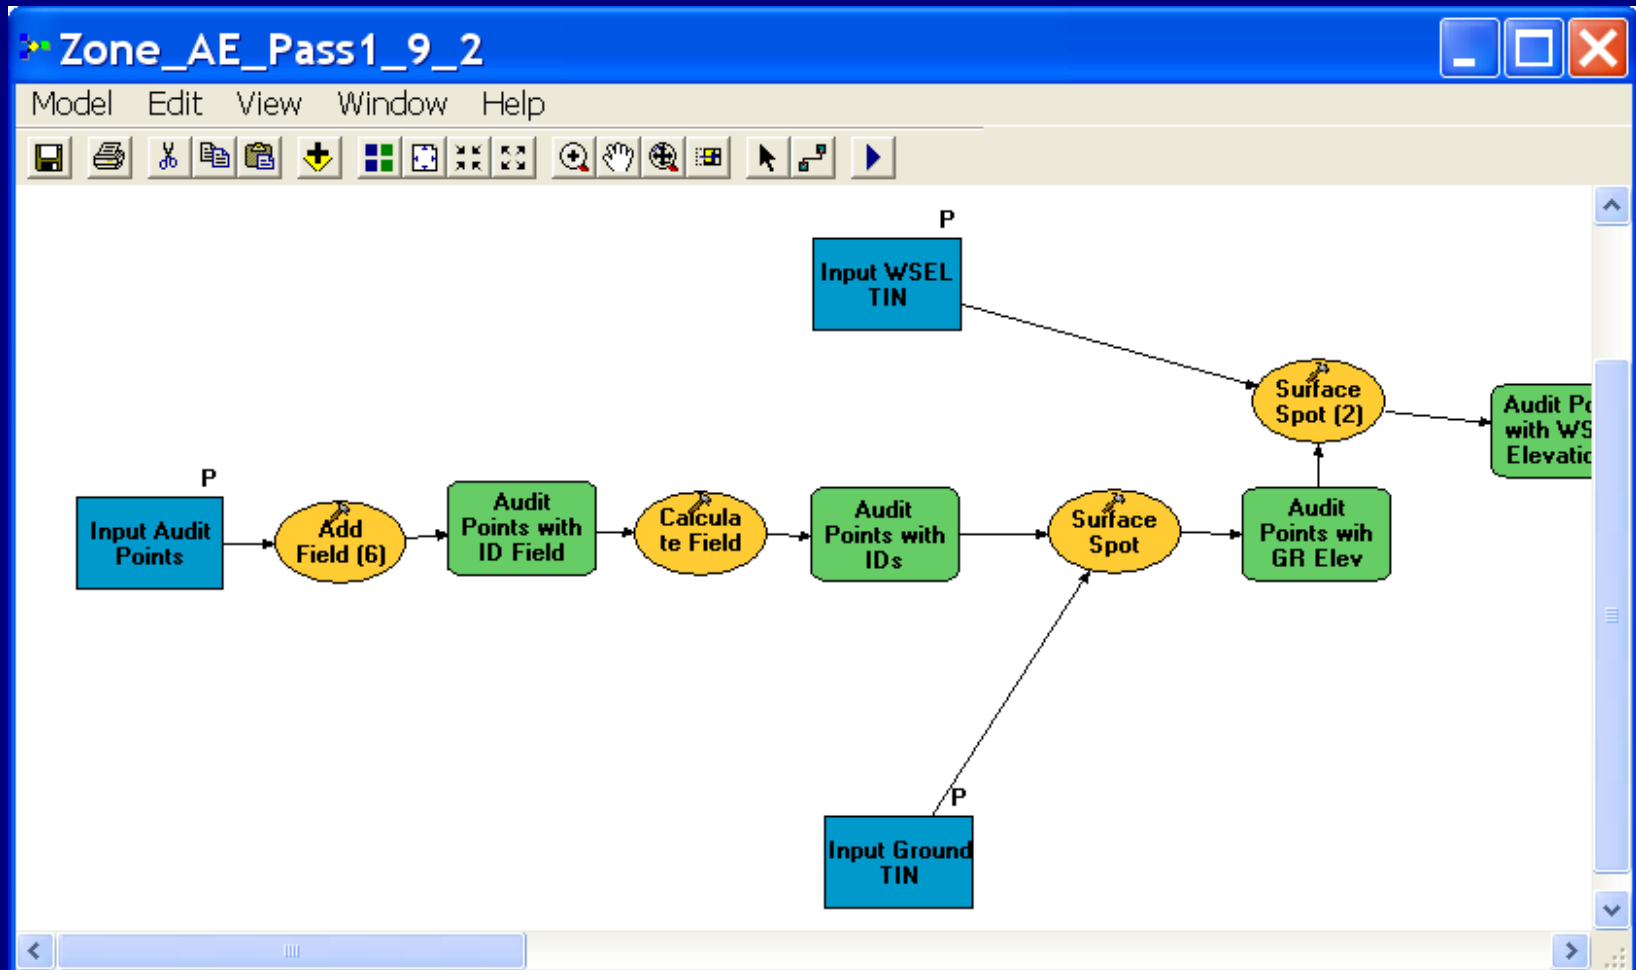 Zone_AE_Pass1_9_2
Model Edit View Window Help
P
Input WSEL
TIN
Surface
Spot (2)
Audit
with
P
Input Audit
Points
Add
Field (6)
Audit
Points with
ID Field
Calcula
te Field
Audit
Points with
IDs
Surface
Spot
Audit
Points wih
GR Elev
P
Input Ground
TIN